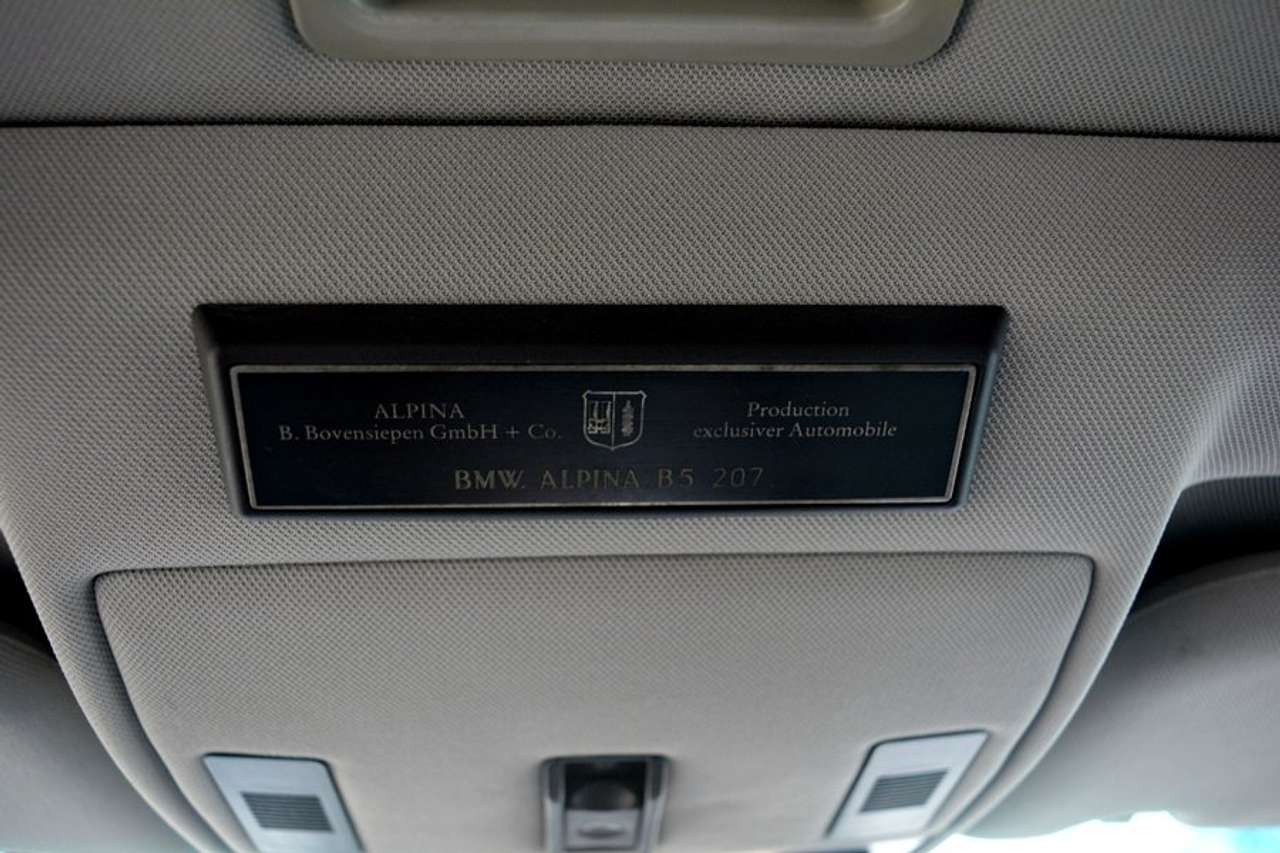 ALPINA
B. Bovensiepen GmbH + Co.
Production
exclusiver Automobile
BMW. ALPINA. B5 207.